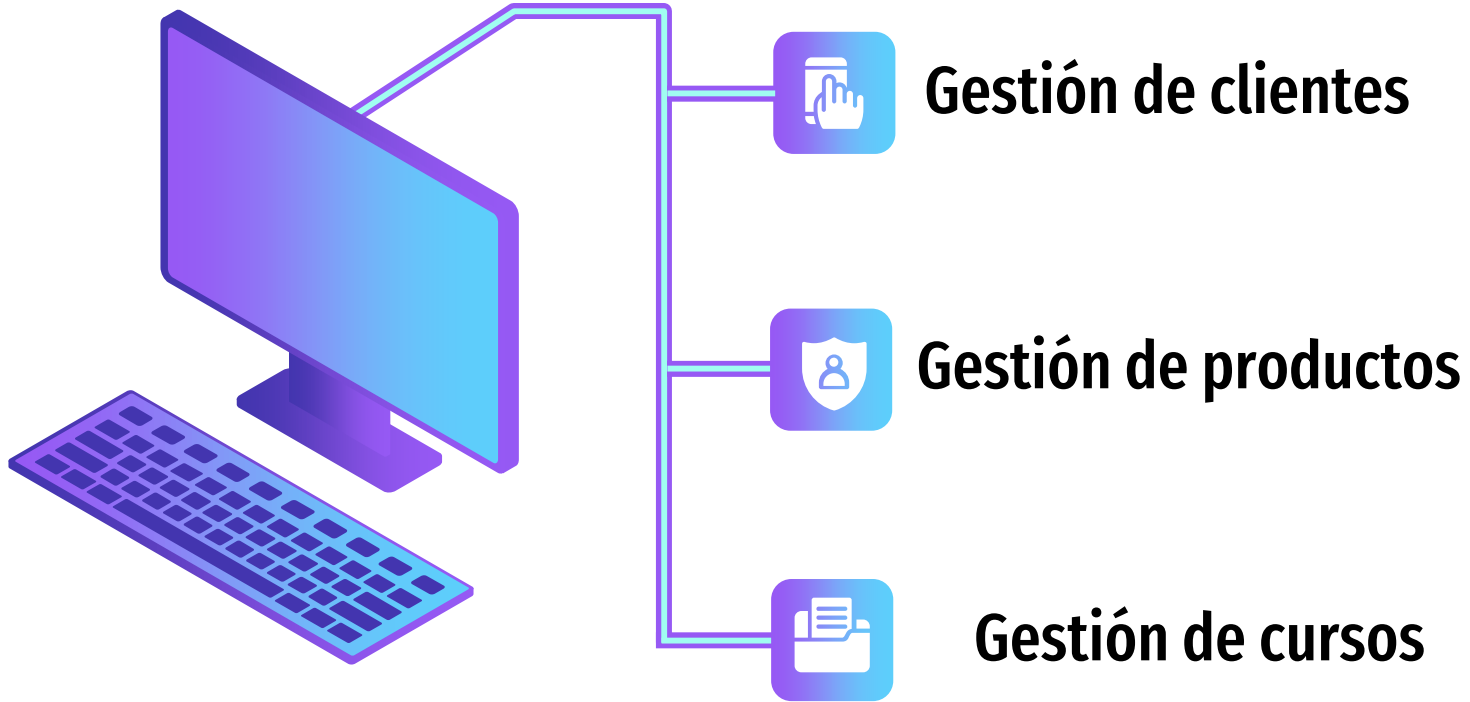 Gestión de clientes
Gestión de productos
Gestión de cursos